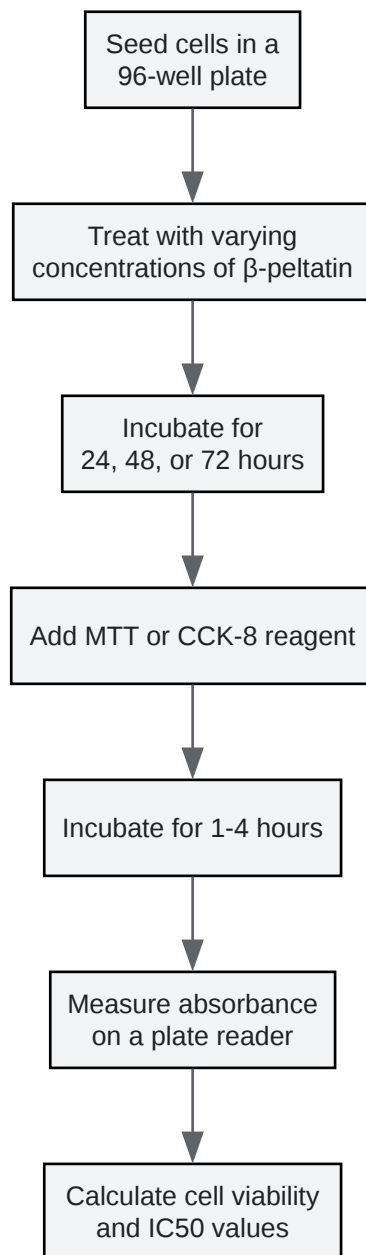 Seed cells in a
96-well plate
Treat with varying
concentrations of β-peltatin
Incubate for
24, 48, or 72 hours
Add MTT or CCK-8 reagent
Incubate for 1-4 hours
Measure absorbance
on a plate reader
Calculate cell viability
and IC50 values